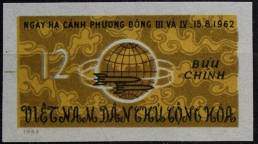 NGÀY HẠ CÁNH PHƯƠNG ĐÔNG III VÀ IV 15.8.1962
12
BƯU
CHÍNH
VIỆT NAM DÂN CHỦ CỘNG HÒA